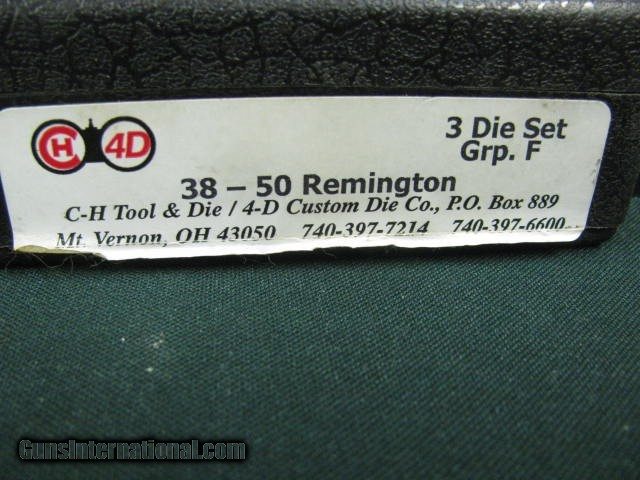 CH 4D
3 Die Set
Grp. F
38 – 50 Remington
C-H Tool & Die / 4-D Custom Die Co., P.O. Box 889
Mt. Vernon, OH 43050 740-397-7214 740-397-6600
GunsInternational.com